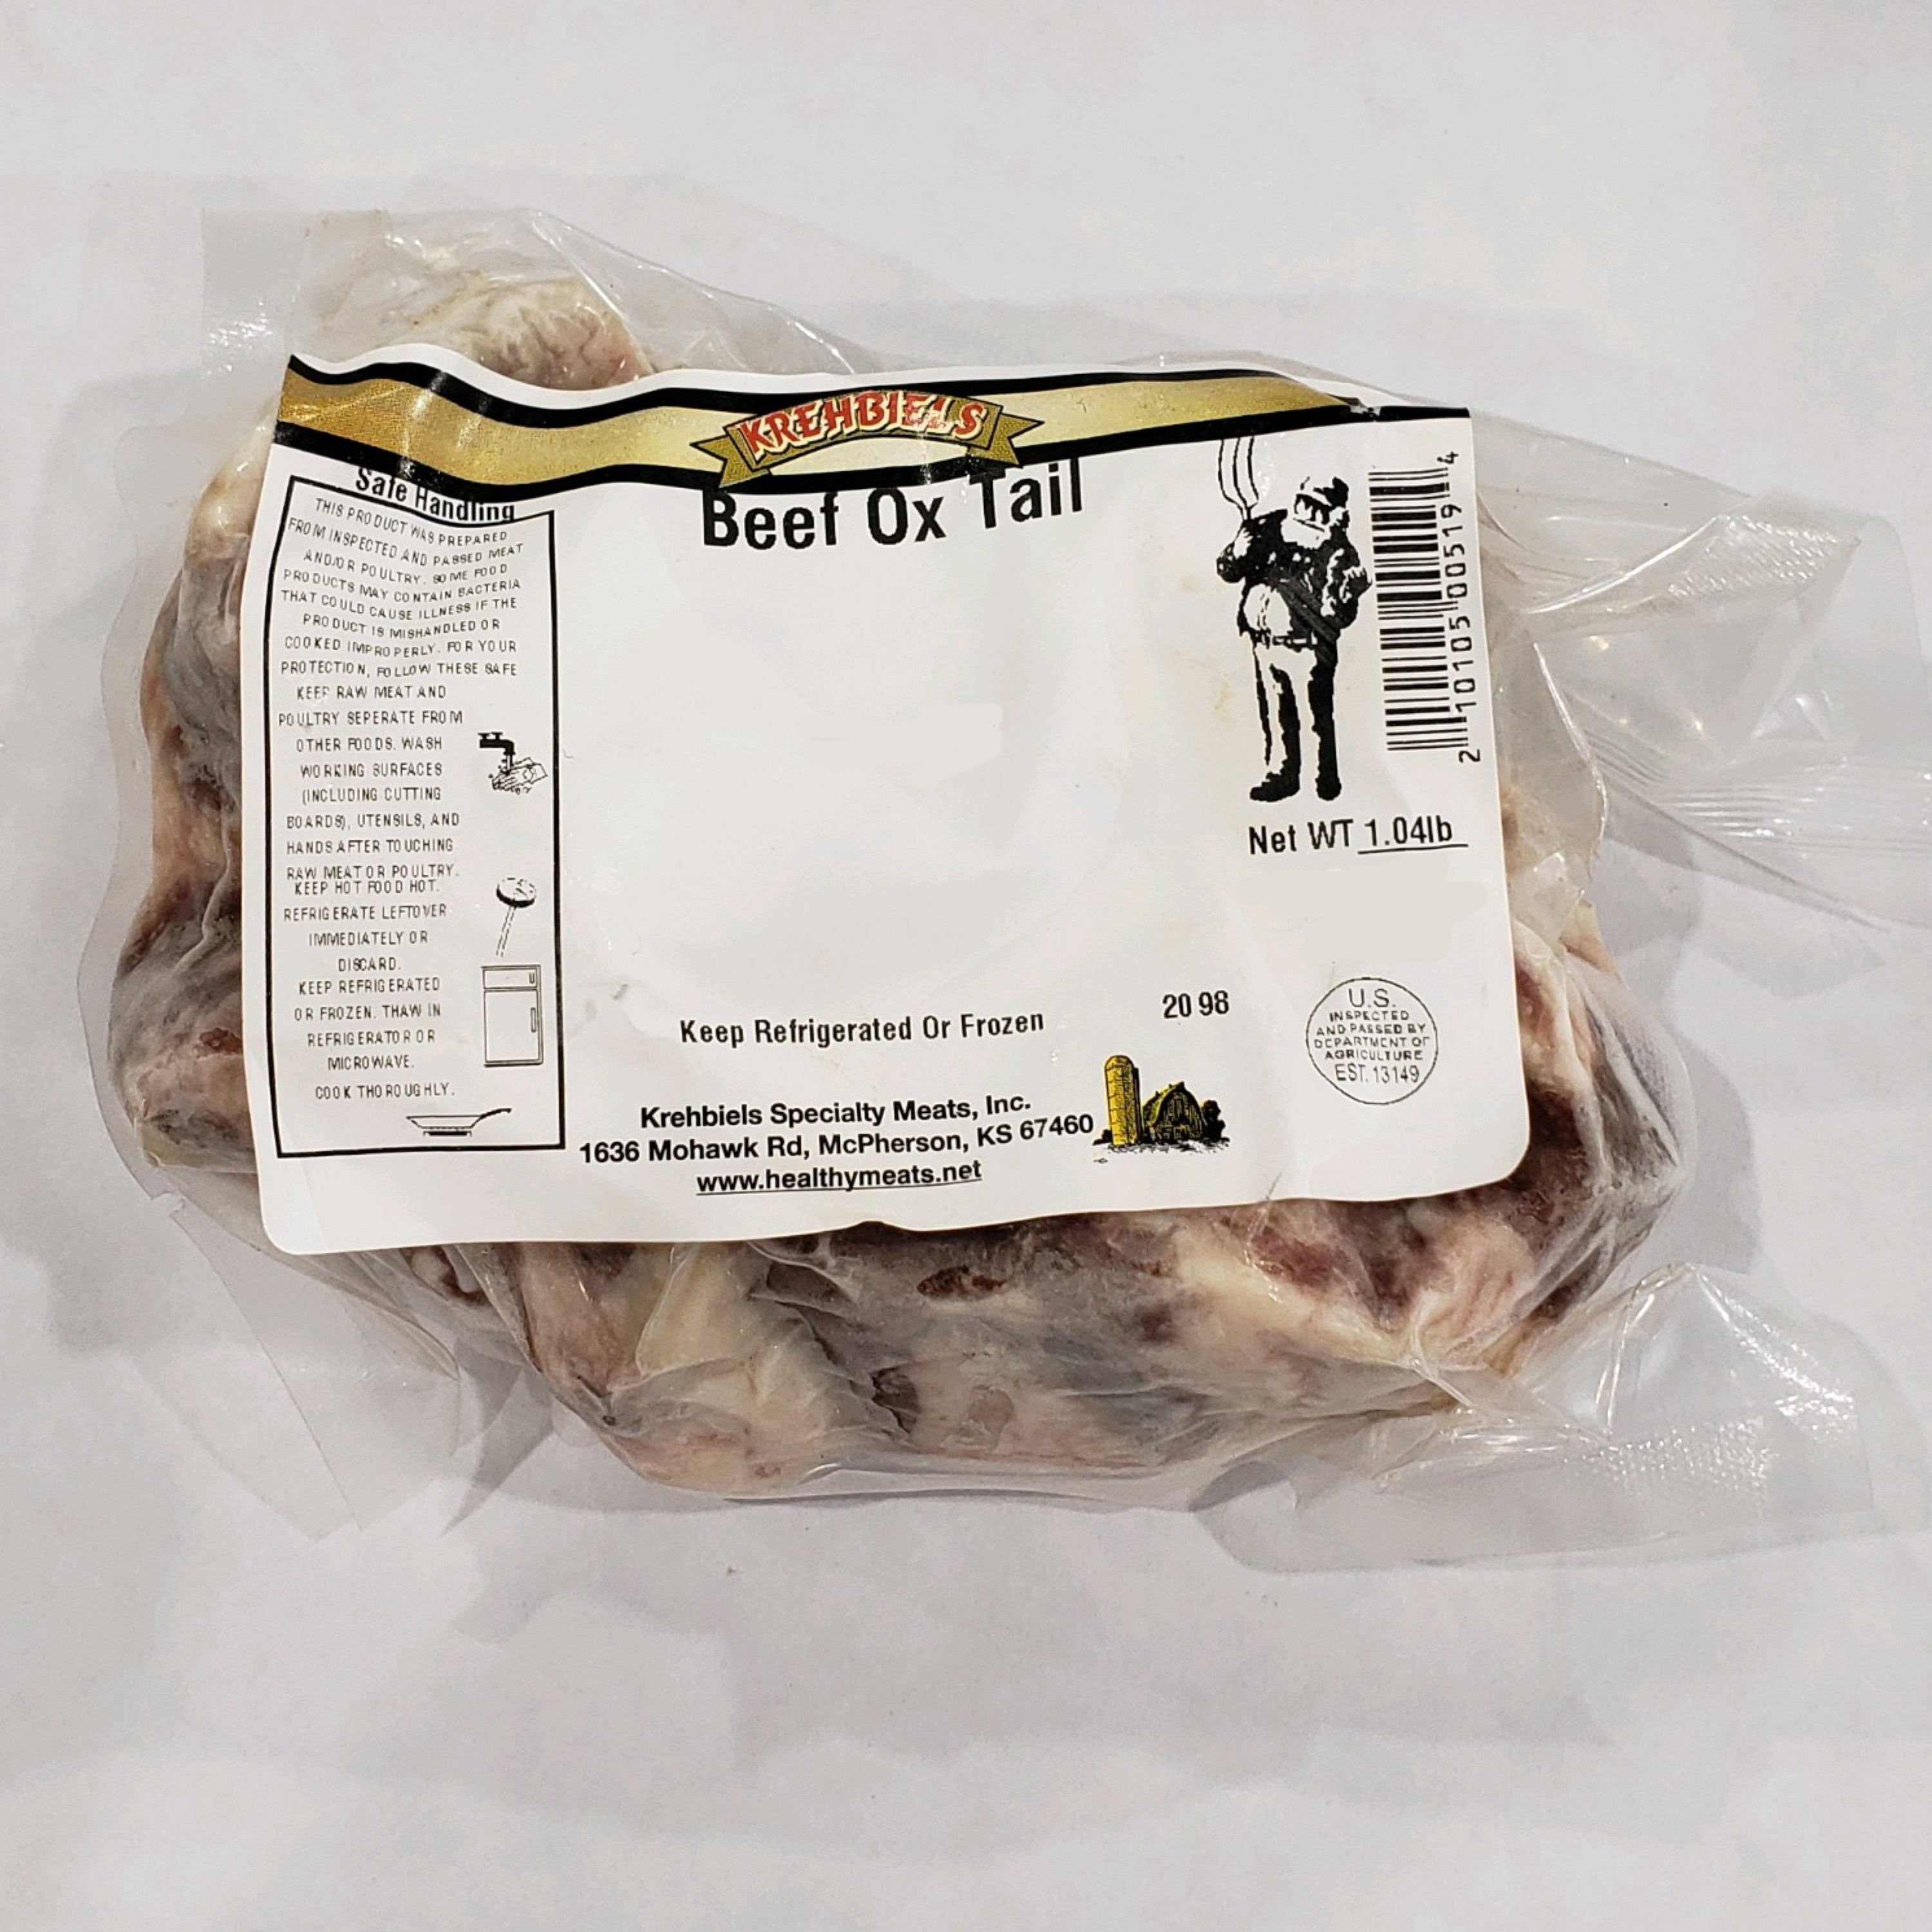 KREHBIEL'S
Beef Ox Tail
Safe Handling
THIS PRODUCT WAS PREPARED
FROM INSPECTED AND PASSED MEAT
AND/OR POULTRY. SOME FOOD
PRODUCTS MAY CONTAIN BACTERIA
THAT COULD CAUSE ILLNESS IF THE
PRODUCT IS MISHANDLED OR
COOKED IMPROPERLY. FOR YOUR
PROTECTION, FOLLOW THESE SAFE
KEEP RAW MEAT AND
POULTRY SEPERATE FROM
OTHER FOODS. WASH
WORKING SURFACES
(INCLUDING CUTTING
BOARDS), UTENSILS, AND
HANDS AFTER TOUCHING
RAW MEAT OR POULTRY.
KEEP HOT FOOD HOT.
REFRIGERATE LEFTOVER
IMMEDIATELY OR
DISCARD.
KEEP REFRIGERATED
OR FROZEN. THAW IN
REFRIGERATOR OR
MICROWAVE.
COOK THOROUGHLY.
2 10105 00519 4
Net WT 1.04lb
Keep Refrigerated Or Frozen
20 98
U.S.
INSPECTED
AND PASSED BY
DEPARTMENT OF
AGRICULTURE
EST. 13149
Krehbiels Specialty Meats, Inc.
1636 Mohawk Rd, McPherson, KS 67460
www.healthymeats.net